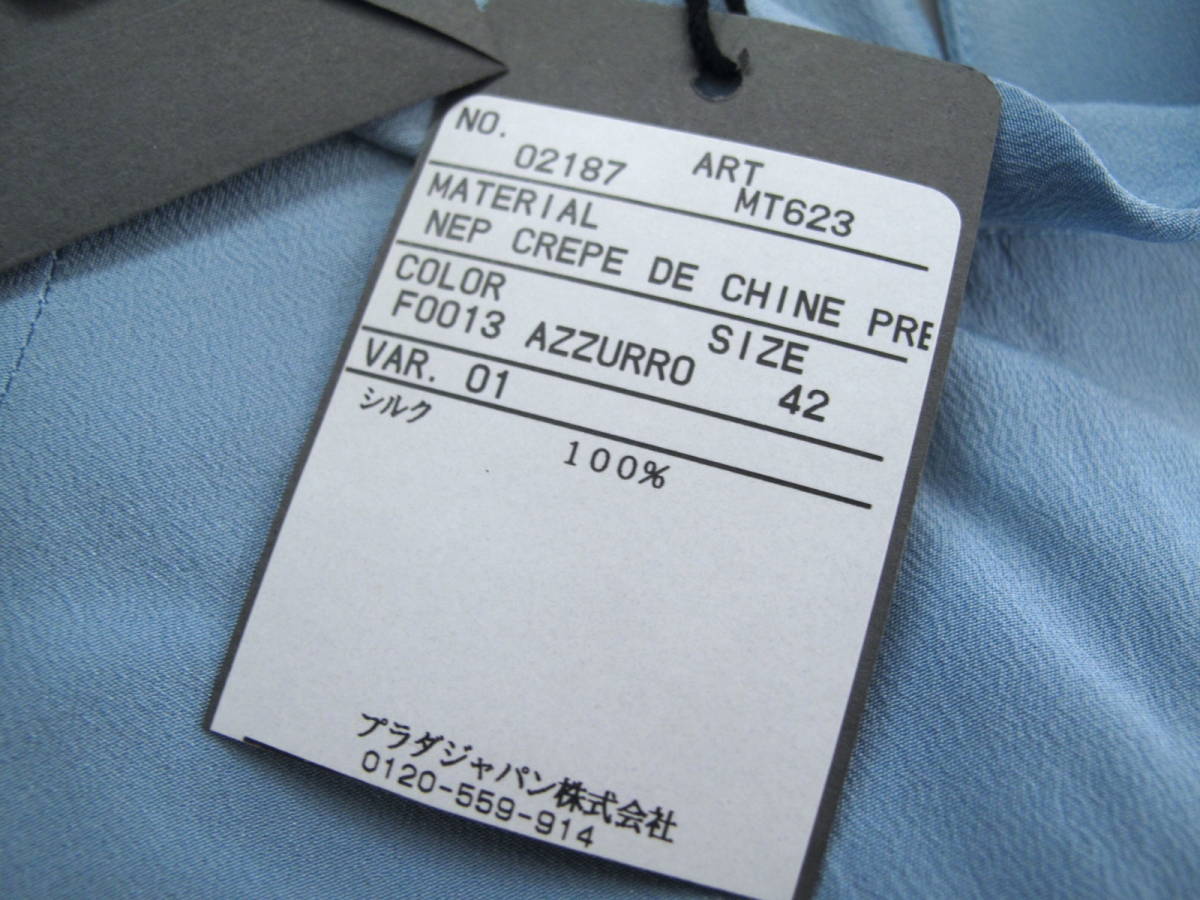 NO. ART
02187 MT623
MATERIAL
NEP CREPE DE CHINE PRE
COLOR SIZE
F0013 AZZURRO 42
VAR. 01
シルク 100%
プラダジャパン株式会社
0120-559-914